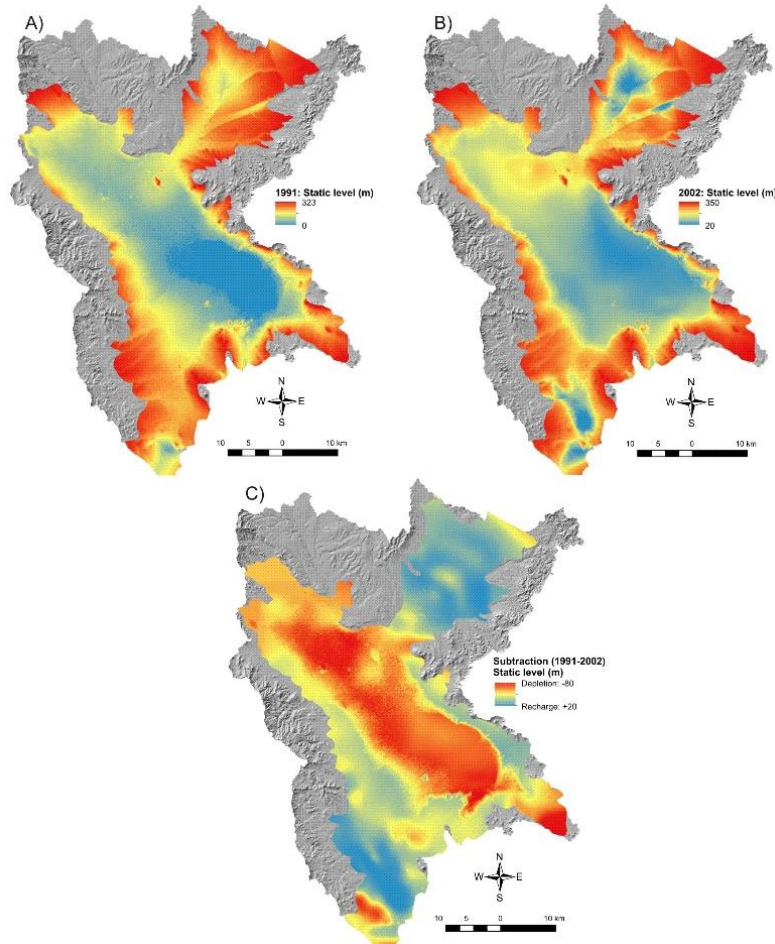 A)
1991: Static level (m)
323
0
N
W E
S
10 5 0 10 km
B)
2002: Static level (m)
350
20
N
W E
S
10 5 0 10 km
C)
Subtraction (1991-2002)
Static level (m)
Depletion: -80
Recharge: +20
N
W E
S
10 5 0 10 km